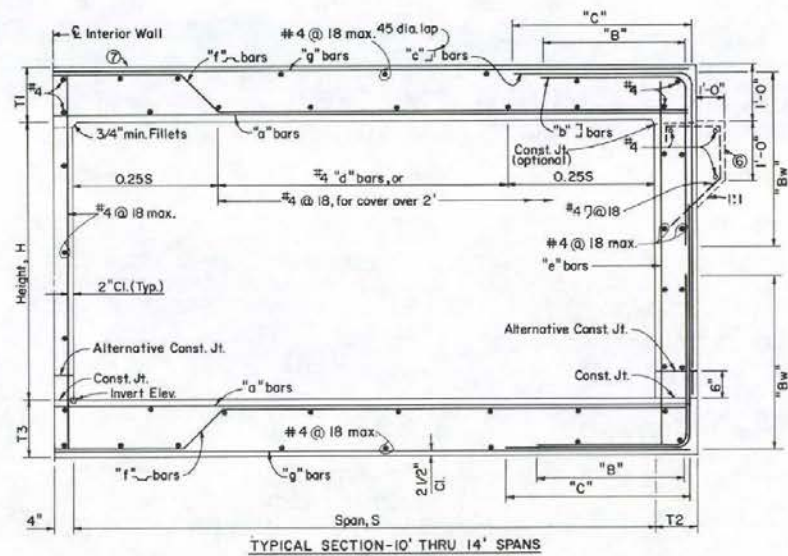 "C"
"B"
℄ Interior Wall
#4 @ 18 max.
45 dia. lap
⑦
"f" bars
"g" bars
"c" bars
#4
T1
#4
1'-0"
1'-0"
3/4" min. Fillets
"a" bars
"b" bars
Const. Jt.
(optional)
#4
⑥
1'-0"
0.25S
#4 "d" bars, or
0.25S
#4 @ 18, for cover over 2'
#4 @ 18
1:1
"Bw"
#4 @ 18 max.
#4 @ 18 max.
"e" bars
Height, H
2" Cl. (Typ.)
Alternative Const. Jt.
Alternative Const. Jt.
"Bw"
Const. Jt.
Const. Jt.
6"
Invert Elev.
"a" bars
T3
#4 @ 18 max.
"f" bars
"g" bars
2 1/2"
Cl.
"B"
"C"
4"
Span, S
T2
TYPICAL SECTION-10' THRU 14' SPANS